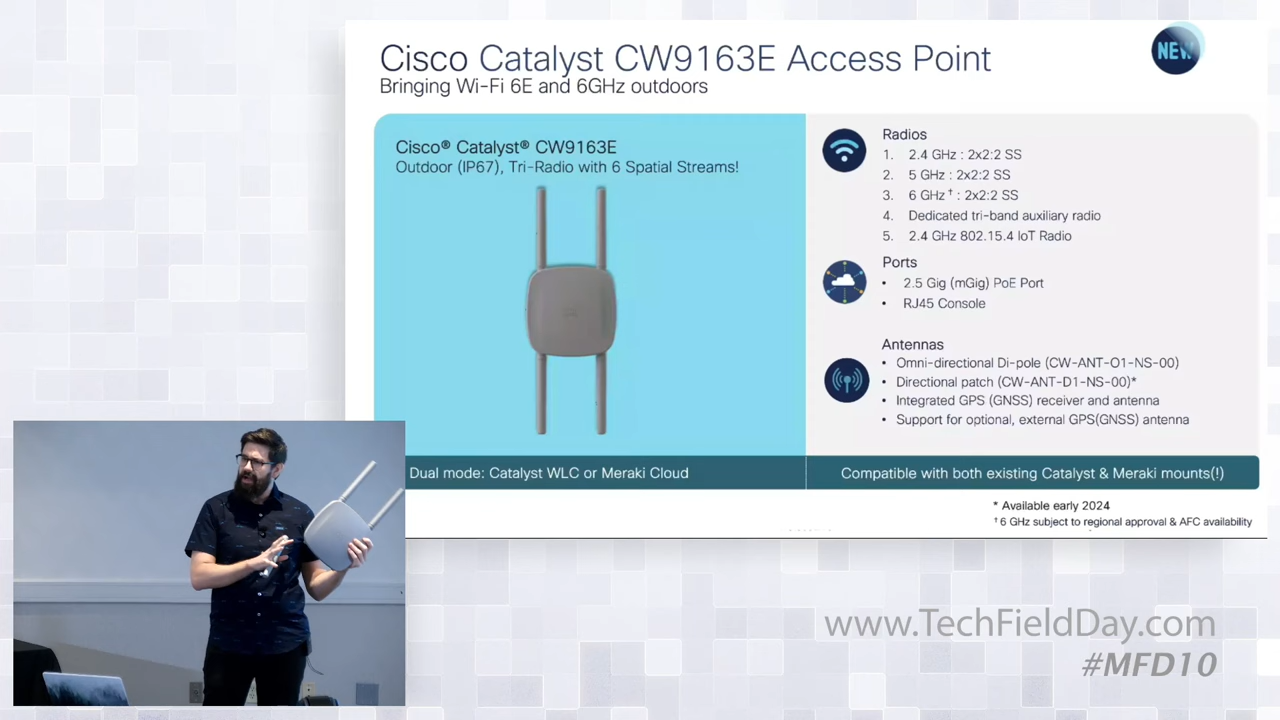 Cisco Catalyst CW9163E Access Point
NEW
Bringing Wi-Fi 6E and 6GHz outdoors
Cisco® Catalyst® CW9163E
Outdoor (IP67), Tri-Radio with 6 Spatial Streams!
Radios
1. 2.4 GHz : 2x2:2 SS
2. 5 GHz : 2x2:2 SS
3. 6 GHz † : 2x2:2 SS
4. Dedicated tri-band auxiliary radio
5. 2.4 GHz 802.15.4 IoT Radio
Ports
• 2.5 Gig (mGig) PoE Port
• RJ45 Console
Antennas
• Omni-directional Di-pole (CW-ANT-O1-NS-00)
• Directional patch (CW-ANT-D1-NS-00)*
• Integrated GPS (GNSS) receiver and antenna
• Support for optional, external GPS(GNSS) antenna
Dual mode: Catalyst WLC or Meraki Cloud
Compatible with both existing Catalyst & Meraki mounts(!)
* Available early 2024
† 6 GHz subject to regional approval & AFC availability
www.TechFieldDay.com
#MFD10